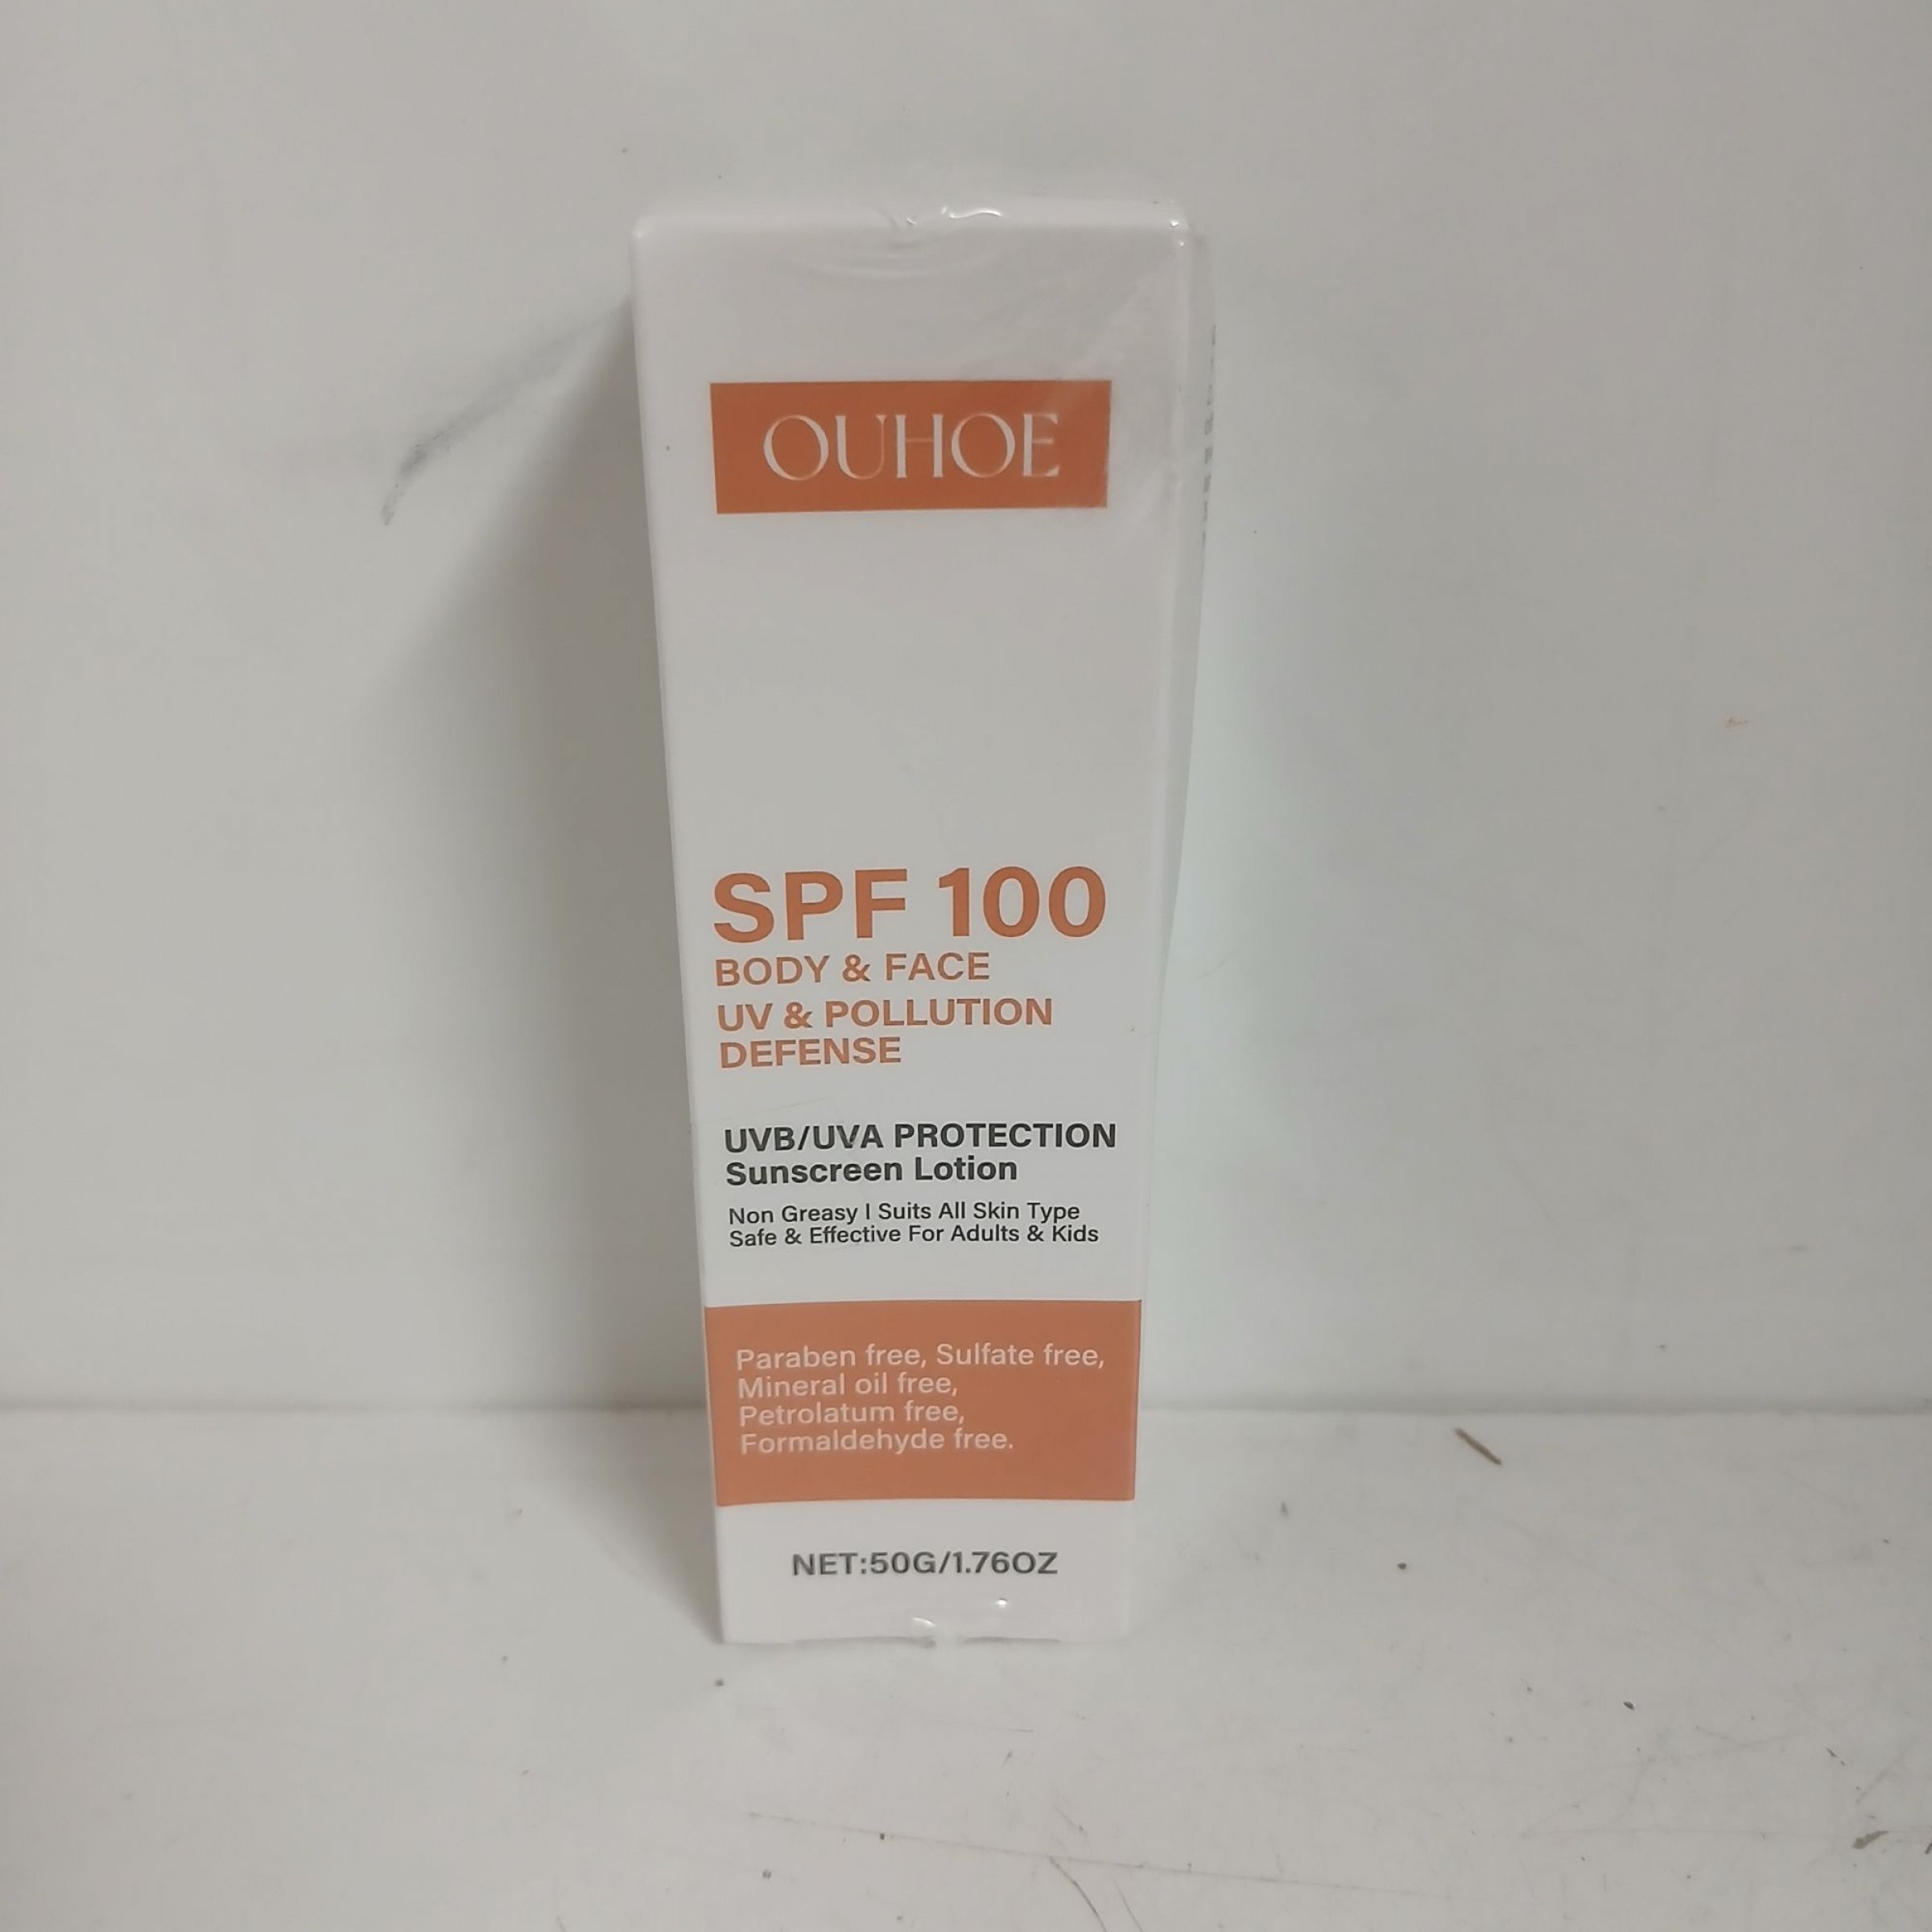 OUHOE
SPF 100
BODY & FACE
UV & POLLUTION
DEFENSE
UVB/UVA PROTECTION
Sunscreen Lotion
Non Greasy I Suits All Skin Type
Safe & Effective For Adults & Kids
Paraben free, Sulfate free,
Mineral oil free,
Petrolatum free,
Formaldehyde free.
NET:50G/1.76OZ